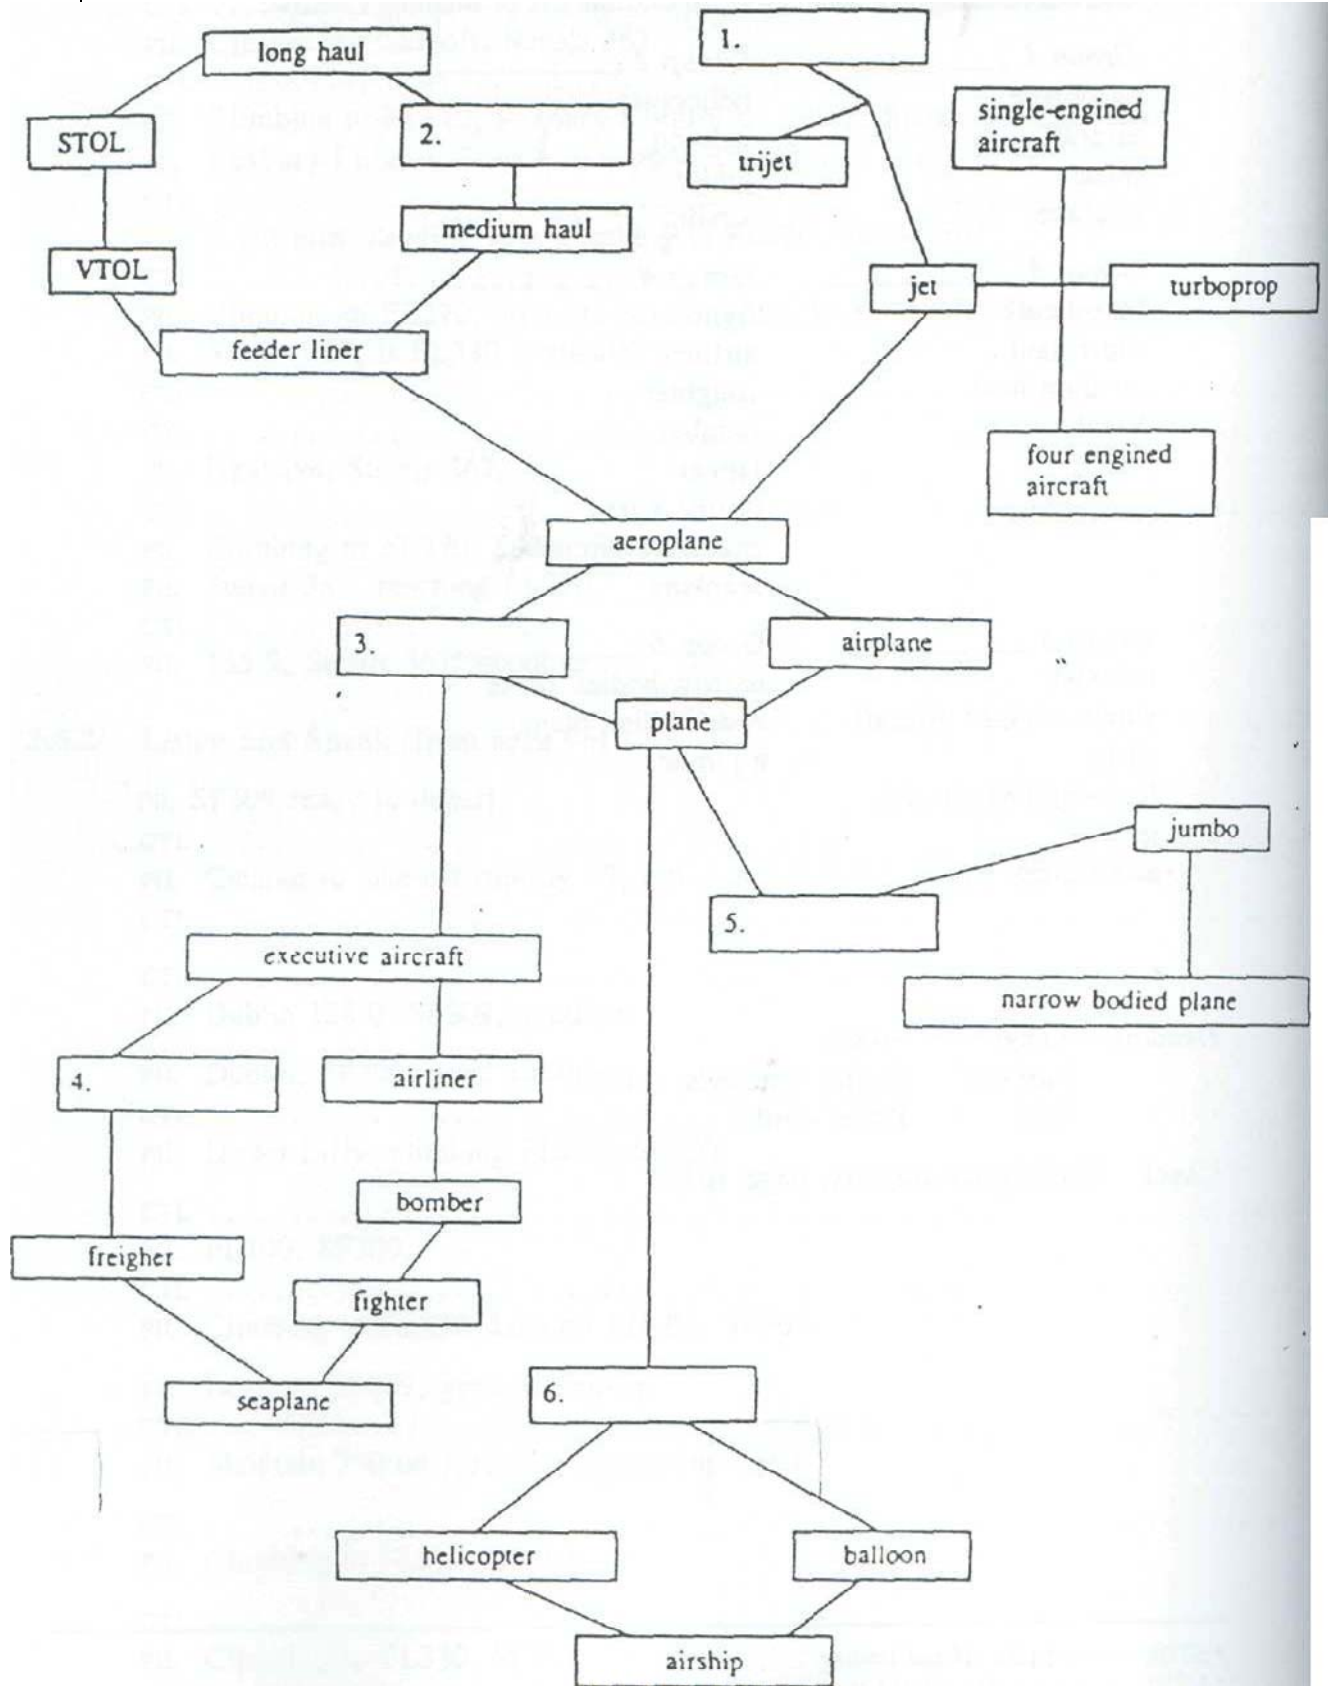 long haul
1.
single-engined
aircraft
STOL
2.
trijet
medium haul
VTOL
jet
turboprop
feeder liner
four engined
aircraft
aeroplane
3.
airplane
plane
jumbo
5.
executive aircraft
narrow bodied plane
4.
airliner
bomber
freigher
fighter
seaplane
6.
helicopter
balloon
airship